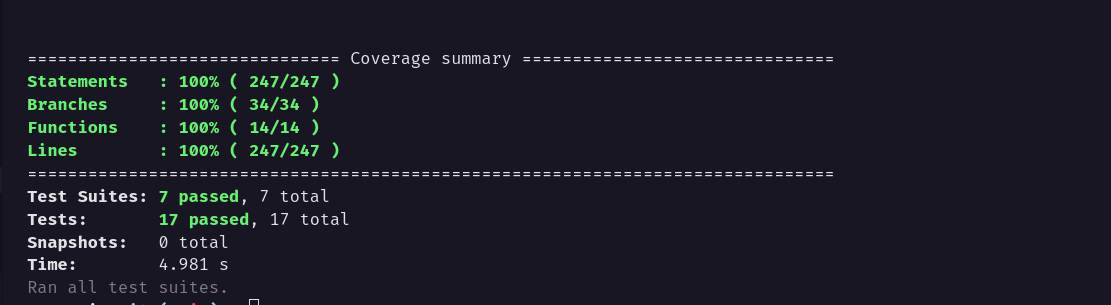 =============================== Coverage summary ===============================
Statements   : 100% ( 247/247 )
Branches     : 100% ( 34/34 )
Functions    : 100% ( 14/14 )
Lines        : 100% ( 247/247 )
================================================================================
Test Suites: 7 passed, 7 total
Tests:       17 passed, 17 total
Snapshots:   0 total
Time:        4.981 s
Ran all test suites.